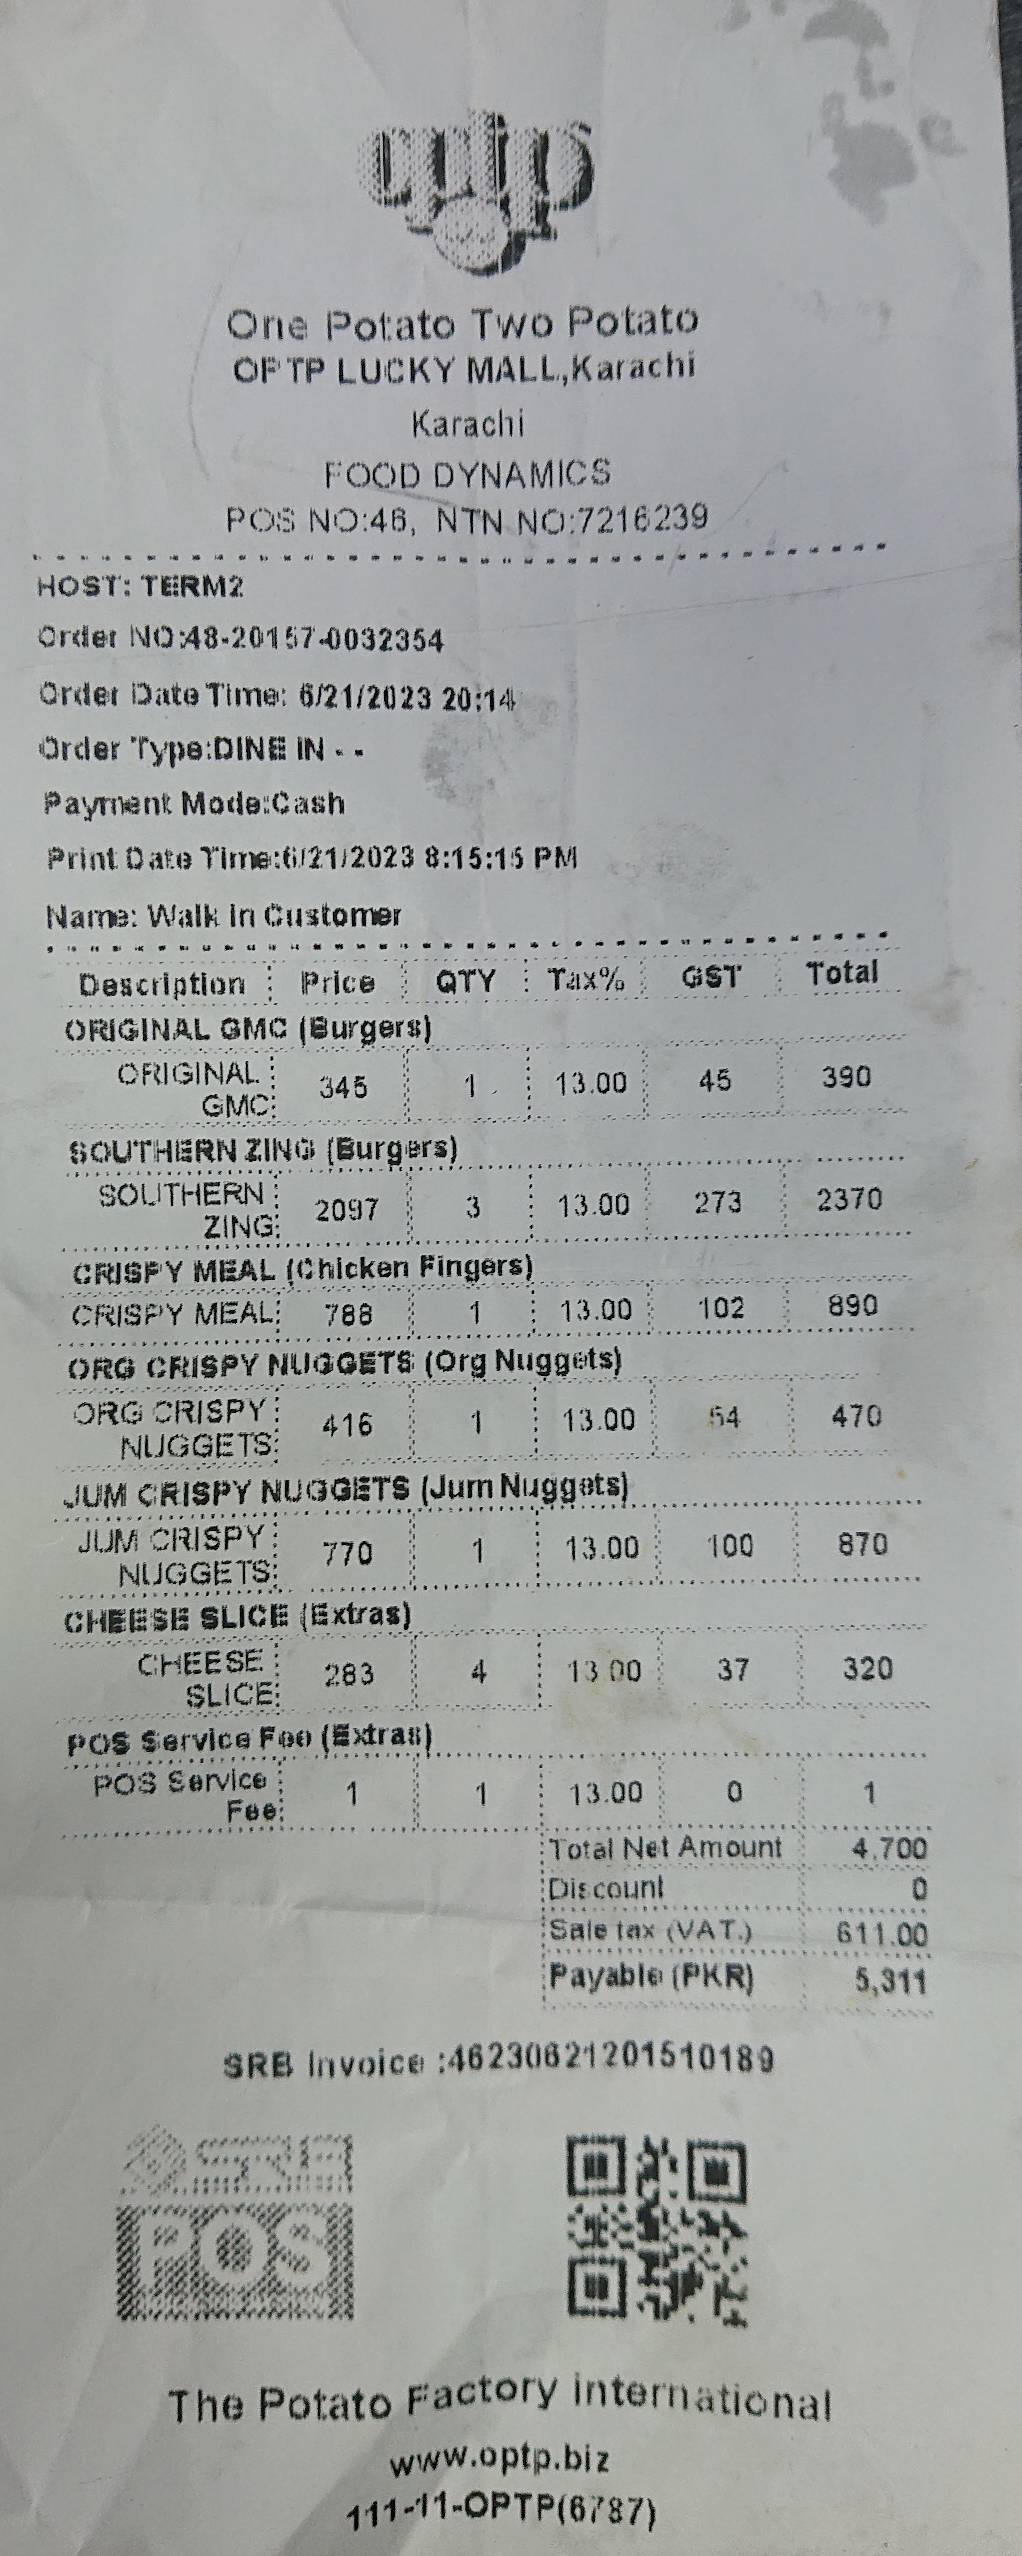 optp
One Potato Two Potato
OPTP LUCKY MALL,Karachi
Karachi
FOOD DYNAMICS
POS NO:46, NTN NO:7216239
HOST: TERM2
Order NO:48-20157-0032354
Order Date Time: 6/21/2023 20:14
Order Type:DINE IN - -
Payment Mode:Cash
Print Date Time:6/21/2023 8:15:15 PM
Name: Walk in Customer
Description Price QTY Tax% GST Total
ORIGINAL GMC (Burgers)
ORIGINAL GMC 345 1 13.00 45 390
SOUTHERN ZING (Burgers)
SOUTHERN ZING 2097 3 13.00 273 2370
CRISPY MEAL (Chicken Fingers)
CRISPY MEAL 788 1 13.00 102 890
ORG CRISPY NUGGETS (Org Nuggets)
ORG CRISPY NUGGETS 416 1 13.00 54 470
JUM CRISPY NUGGETS (Jum Nuggets)
JUM CRISPY NUGGETS 770 1 13.00 100 870
CHEESE SLICE (Extras)
CHEESE SLICE 283 4 13.00 37 320
POS Service Fee (Extras)
POS Service Fee 1 1 13.00 0 1
Total Net Amount 4,700
Discount 0
Sale tax (VAT.) 611.00
Payable (PKR) 5,311
SRB Invoice :46230621201510189
SRB
POS
The Potato Factory international
www.optp.biz
111-11-OPTP(6787)